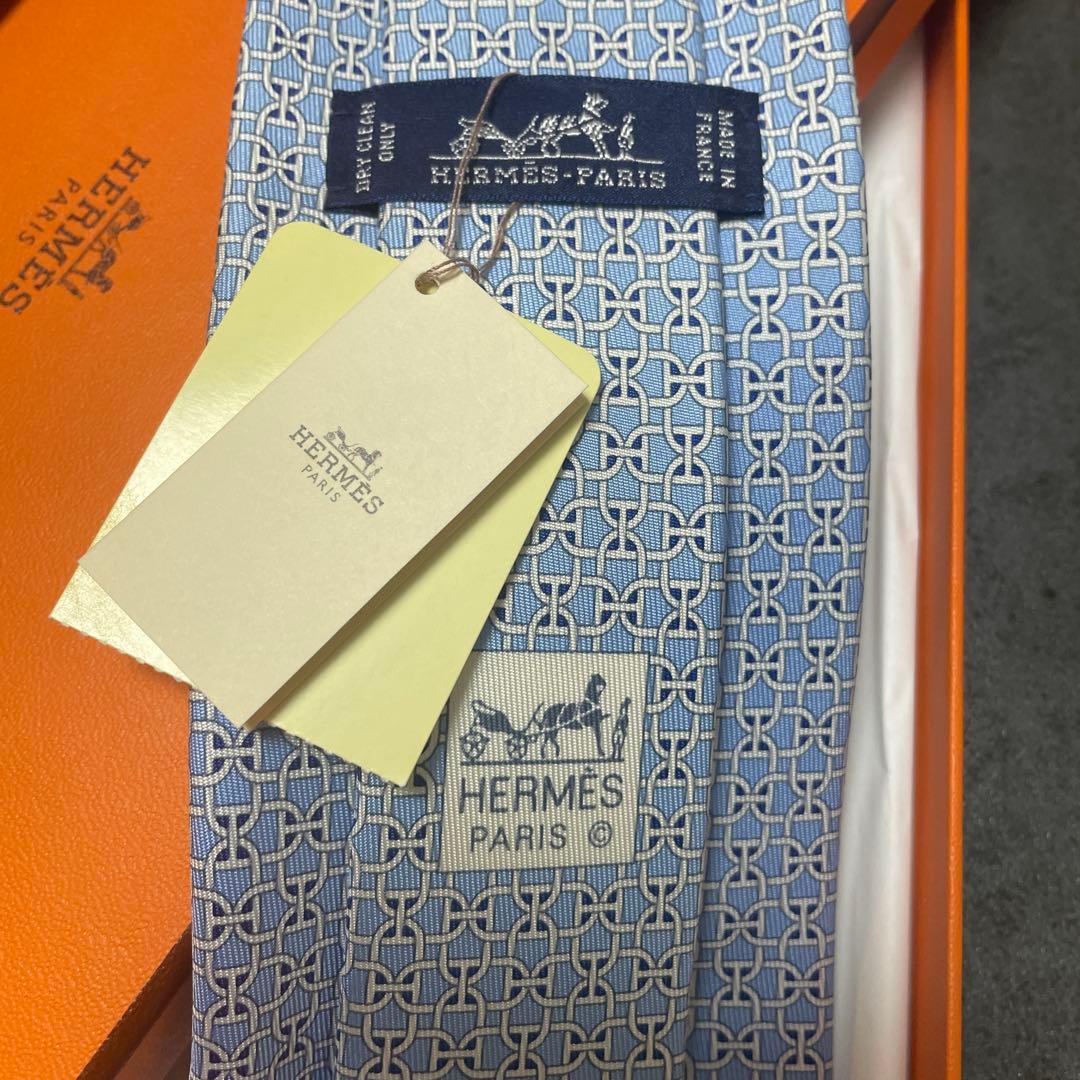 DRY CLEAN
ONLY
HERMÈS-PARIS
MADE IN
FRANCE
HERMÈS
PARIS
HERMÈS
PARIS
HERMÈS
PARIS ©